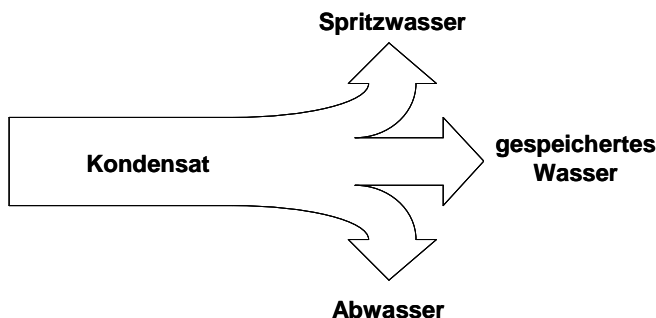 Spritzwasser
Kondensat
gespeichertes
Wasser
Abwasser